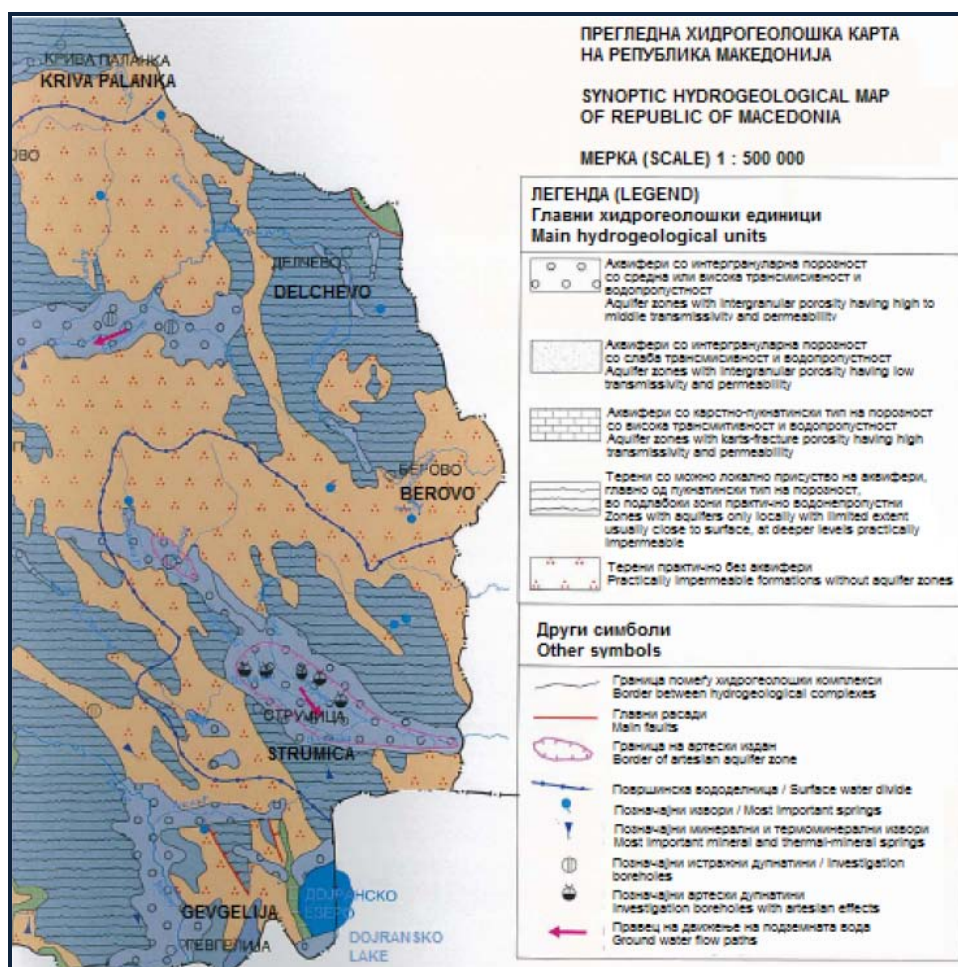 ПРЕГЛЕДНА ХИДРОГЕОЛОШКА КАРТА
НА РЕПУБЛИКА МАКЕДОНИЈА
SYNOPTIC HYDROGEOLOGICAL MAP
OF REPUBLIC OF MACEDONIA
МЕРКА (SCALE) 1 : 500 000
КРИВА ПАЛАНКА
KRIVA PALANKA
ОВО
ДЕЛЧЕВО
DELCHEVO
БЕРОВО
BEROVO
СТРУМИЦА
STRUMICA
GEVGELIJA
ГЕВГЕЛИЈА
ДОЈРАНСКО
ЕЗЕРО
DOJRANSKO
LAKE
ЛЕГЕНДА (LEGEND)
Главни хидрогеолошки единици
Main hydrogeological units
Аквифери со интергрануларна порозност
со средна или висока трансмисивност и
водопропустност
Aquifer zones with intergranular porosity having high to
middle transmissivity and permeability
Аквифери со интергрануларна порозност
со слаба трансмисивност и водопропустност
Aquifer zones with intergranular porosity having low
transmissivity and permeability
Аквифери со карстно-пукнатински тип на порозност
со висока трансмитивност и водопропустност
Aquifer zones with karts-fracture porosity having high
transmissivity and permeability
Терени со можно локално присуство на аквифери,
главно од пукнатински тип на порозност,
во подлабоки зони практично водонепропустни
Zones with aquifers only locally with limited extent
usually close to surface, at deeper levels practically
impermeable
Терени практично без аквифери
Practically impermeable formations without aquifer zones
Други симболи
Other symbols
Граница помеѓу хидрогеолошки комплекси
Border between hydrogeological complexes
Главни расади
Main faults
Граница на артески издан
Border of artesian aquifer zone
Површинска вододелница / Surface water divide
Позначајни извори / Most important springs
Позначајни минерални и термоминерални извори
Most important mineral and thermal-mineral springs
Позначајни истражни дупнатини / Investigation
boreholes
Позначајни артески дупнатини
Investigation boreholes with artesian effects
Правец на движење на подземната вода
Ground water flow paths